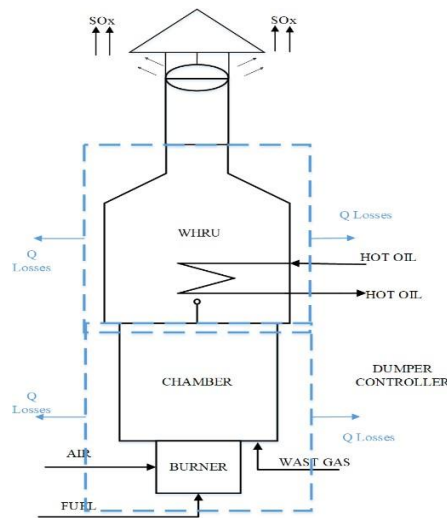 SOx
SOx
Q Losses
WHRU
Q
Losses
HOT OIL
HOT OIL
CHAMBER
DUMPER
CONTROLLER
Q
Losses
Q Losses
AIR
BURNER
WAST GAS
FUEL